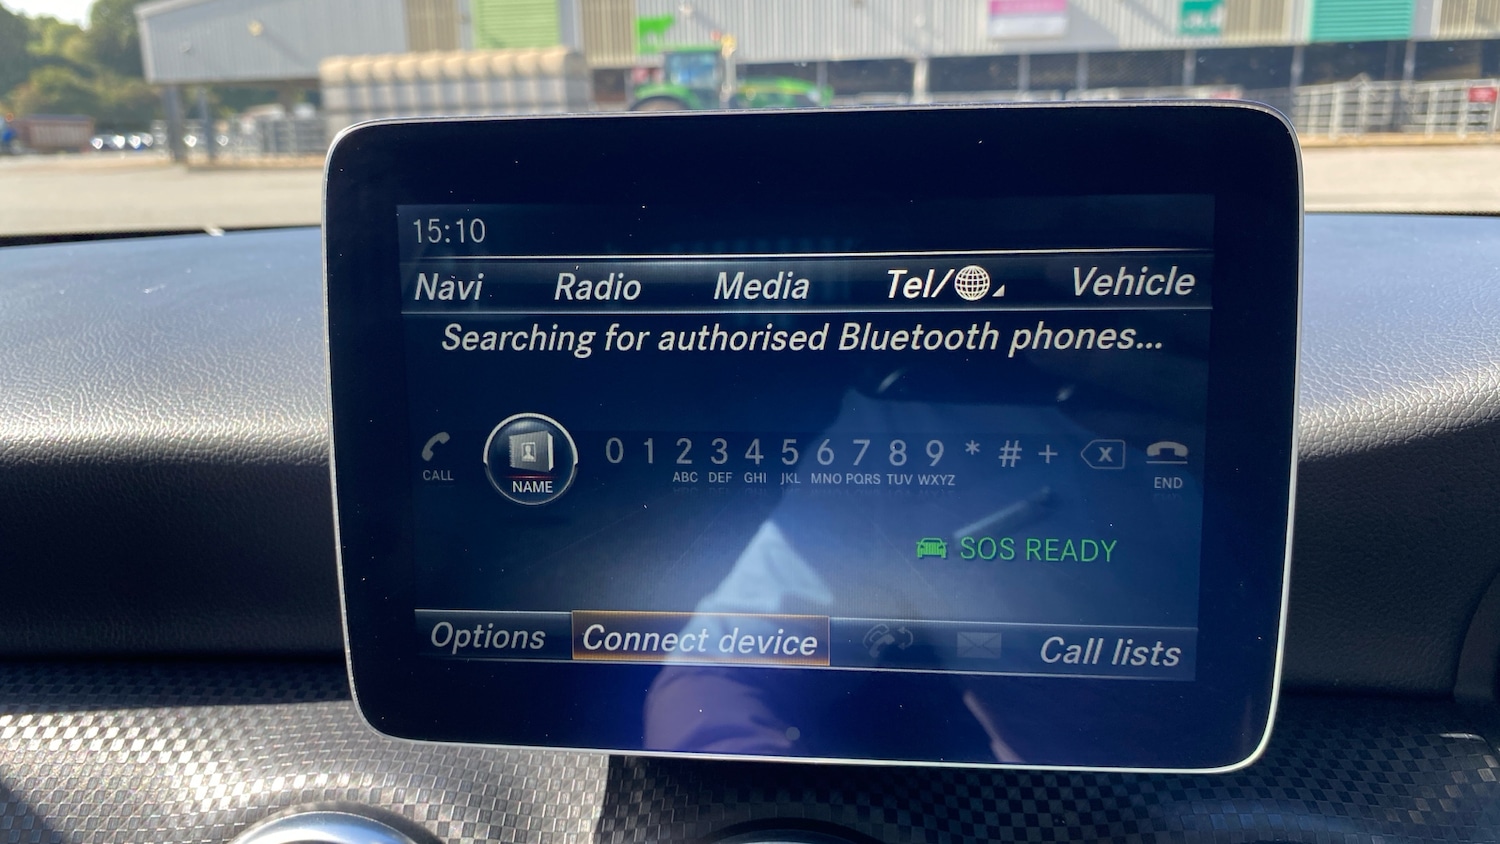 15:10
Navi Radio Media Tel/ Vehicle
Searching for authorised Bluetooth phones...
CALL NAME 0 1 2 3 4 5 6 7 8 9 * # + X END
ABC DEF GHI JKL MNO PQRS TUV WXYZ
SOS READY
Options Connect device Call lists